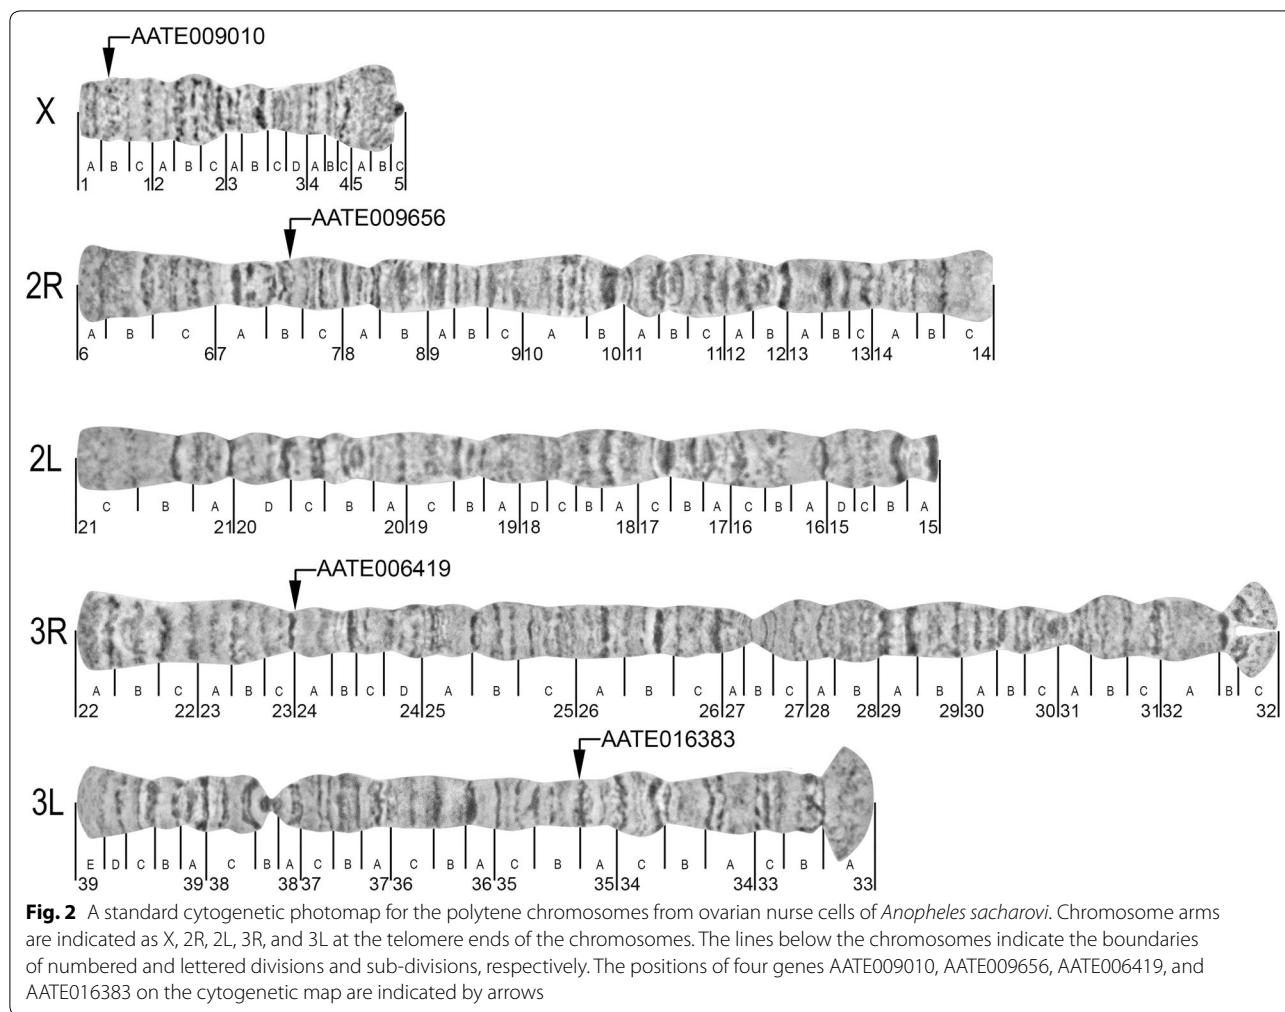 AATE009010
X
A B C A B C A B C D A B C A B C
1 1 2 2 3 3 4 4 5 5
AATE009656
2R
A B C A B C A B A B C A B A B C A B A B C A B C
6 6 7 7 8 8 9 9 10 10 11 11 12 12 13 13 14 14
2L
C B A D C B A C B A D C B A C B A C B A D C B A
21 21 20 20 19 19 18 18 17 17 16 16 15 15
AATE006419
3R
A B C A B C A B C D A B C A B C A B C A B A B A B C A B C A B C
22 22 23 23 24 24 25 25 26 26 27 27 28 28 29 29 30 30 31 31 32 32
AATE016383
3L
E D C B A C B A C B A C B A C B A C B A C B A
39 39 38 38 37 37 36 36 35 35 34 34 33 33
Fig. 2 A standard cytogenetic photomap for the polytene chromosomes from ovarian nurse cells of Anopheles sacharovi. Chromosome arms
are indicated as X, 2R, 2L, 3R, and 3L at the telomere ends of the chromosomes. The lines below the chromosomes indicate the boundaries
of numbered and lettered divisions and sub-divisions, respectively. The positions of four genes AATE009010, AATE009656, AATE006419, and
AATE016383 on the cytogenetic map are indicated by arrows